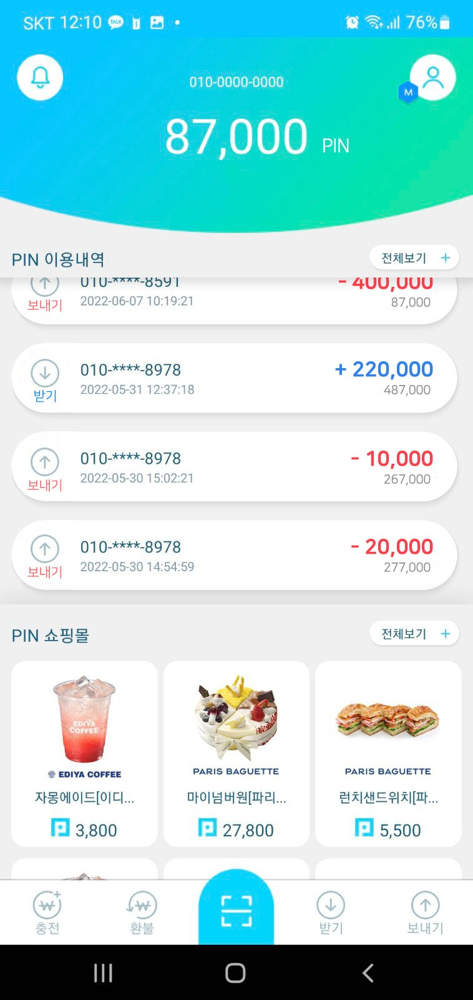 SKT 12:10 TALK 76%
010-0000-0000
M
87,000 PIN
PIN 이용내역 전체보기 +
010-****-8591 - 400,000
보내기 2022-06-07 10:19:21 87,000
010-****-8978 + 220,000
받기 2022-05-31 12:37:18 487,000
010-****-8978 - 10,000
보내기 2022-05-30 15:02:21 267,000
010-****-8978 - 20,000
보내기 2022-05-30 14:54:59 277,000
PIN 쇼핑몰 전체보기 +
EDIYA
COFFEE
EDIYA COFFEE PARIS BAGUETTE PARIS BAGUETTE
자몽에이드[이디... 마이넘버원[파리... 런치샌드위치[파...
3,800 27,800 5,500
충전 환불 받기 보내기